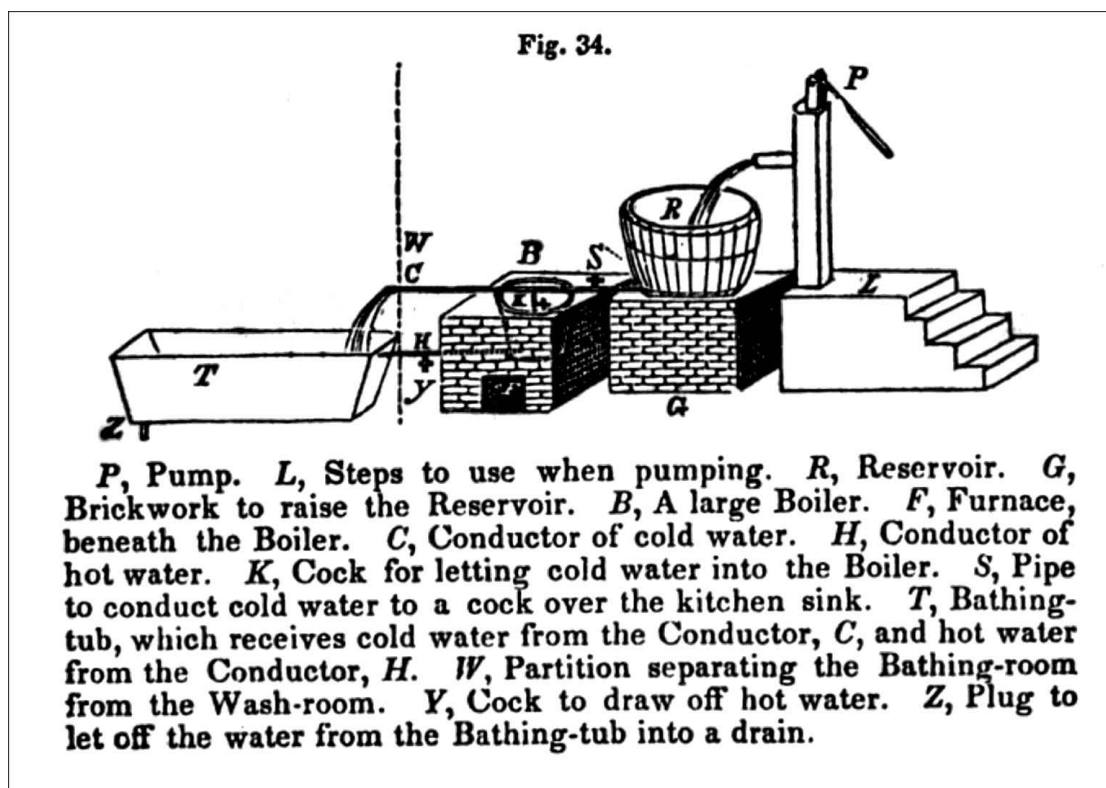 Fig. 34.
P
R
W
B
S
C
L
K
H
T
Y
F
G
Z
P, Pump. L, Steps to use when pumping. R, Reservoir. G,
Brickwork to raise the Reservoir. B, A large Boiler. F, Furnace,
beneath the Boiler. C, Conductor of cold water. H, Conductor of
hot water. K, Cock for letting cold water into the Boiler. S, Pipe
to conduct cold water to a cock over the kitchen sink. T, Bathing-
tub, which receives cold water from the Conductor, C, and hot water
from the Conductor, H. W, Partition separating the Bathing-room
from the Wash-room. Y, Cock to draw off hot water. Z, Plug to
let off the water from the Bathing-tub into a drain.